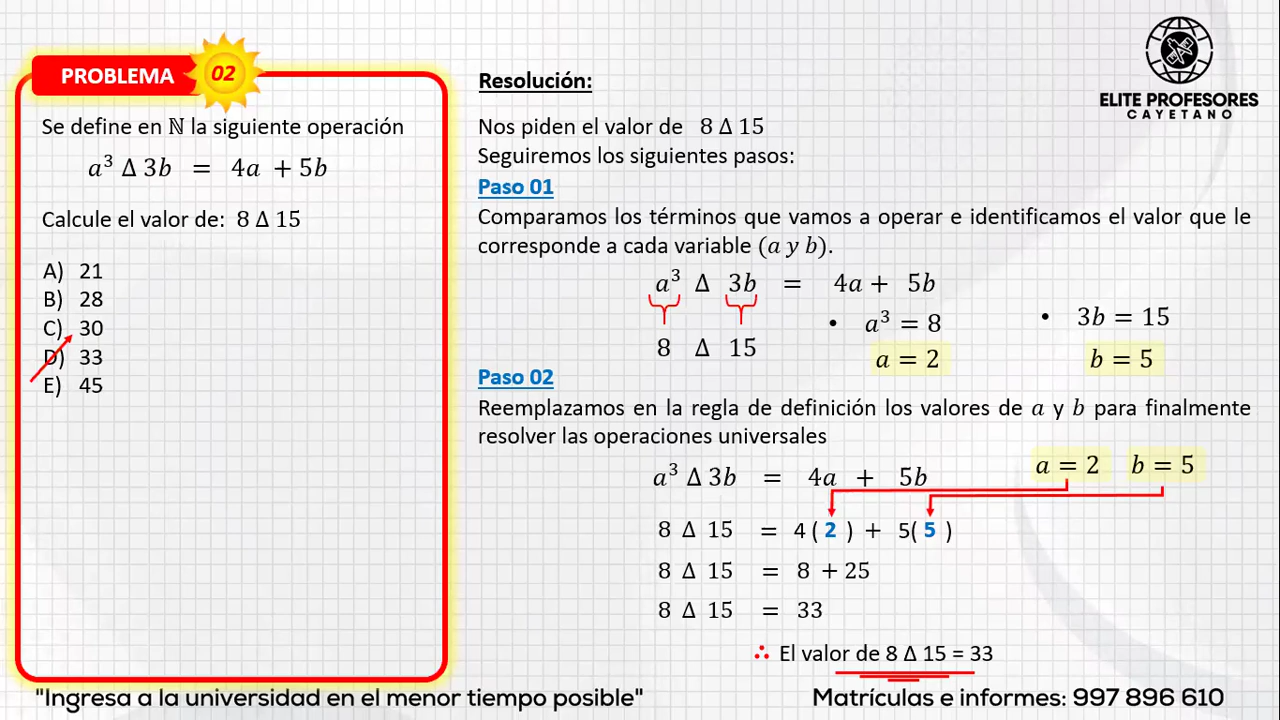 PROBLEMA 02
Se define en ℕ la siguiente operación
a³ Δ 3b = 4a + 5b
Calcule el valor de: 8 Δ 15
A) 21
B) 28
C) 30
D) 33
E) 45
Resolución:
Nos piden el valor de 8 Δ 15
Seguiremos los siguientes pasos:
Paso 01
Comparamos los términos que vamos a operar e identificamos el valor que le
corresponde a cada variable (a y b).
a³ Δ 3b = 4a + 5b
8 Δ 15
• a³ = 8
a = 2
• 3b = 15
b = 5
Paso 02
Reemplazamos en la regla de definición los valores de a y b para finalmente
resolver las operaciones universales
a³ Δ 3b = 4a + 5b
a = 2 b = 5
8 Δ 15 = 4 ( 2 ) + 5( 5 )
8 Δ 15 = 8 + 25
8 Δ 15 = 33
∴ El valor de 8 Δ 15 = 33
ELITE PROFESORES
CAYETANO
"Ingresa a la universidad en el menor tiempo posible"
Matrículas e informes: 997 896 610